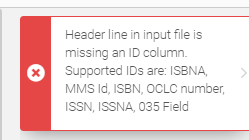 Header line in input file is
missing an ID column.
Supported IDs are: ISBNA,
MMS Id, ISBN, OCLC number,
ISSN, ISSNA, 035 Field